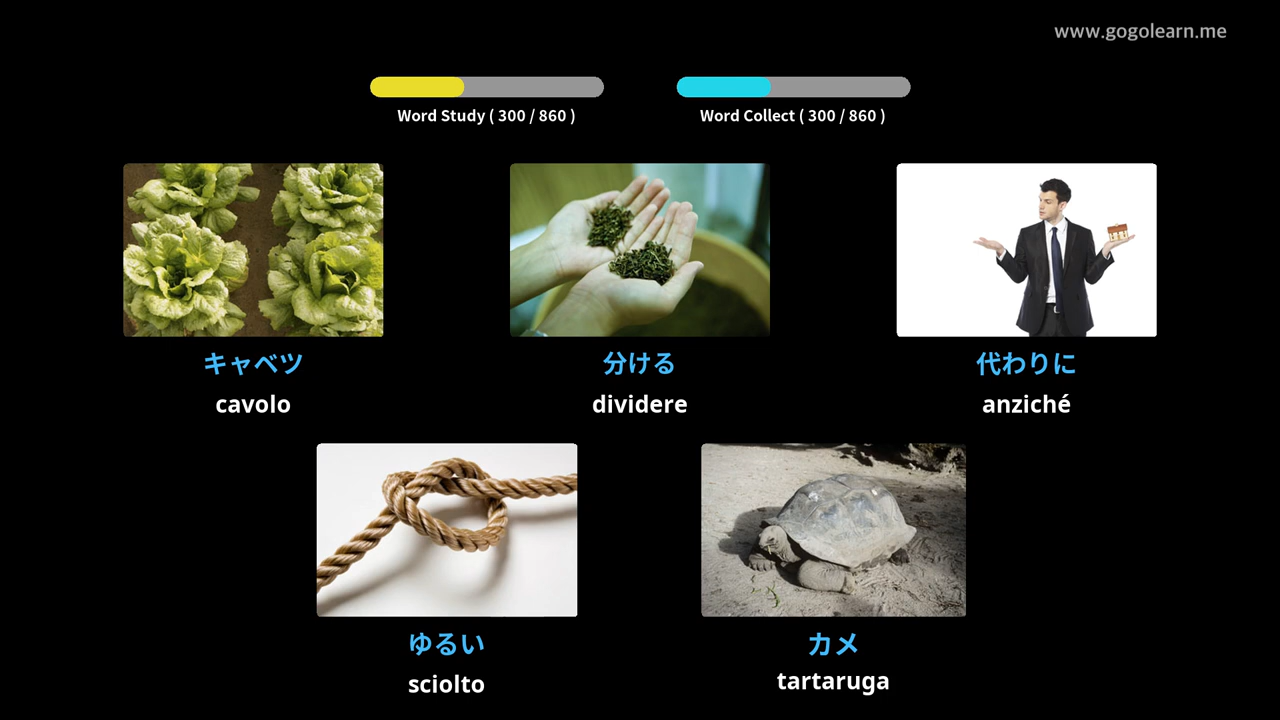 www.gogolearn.me
Word Study ( 300 / 860 )
Word Collect ( 300 / 860 )
キャベツ
cavolo
分ける
dividere
代わりに
anziché
ゆるい
sciolto
カメ
tartaruga